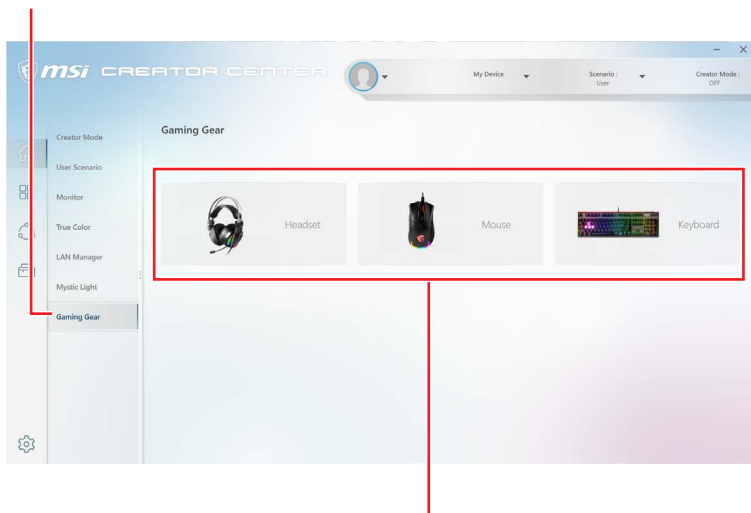 msi CREATOR CENTER
My Device
Scenario :
User
Creator Mode :
OFF
Creator Mode
User Scenario
Monitor
True Color
LAN Manager
Mystic Light
Gaming Gear
Gaming Gear
Headset
Mouse
Keyboard